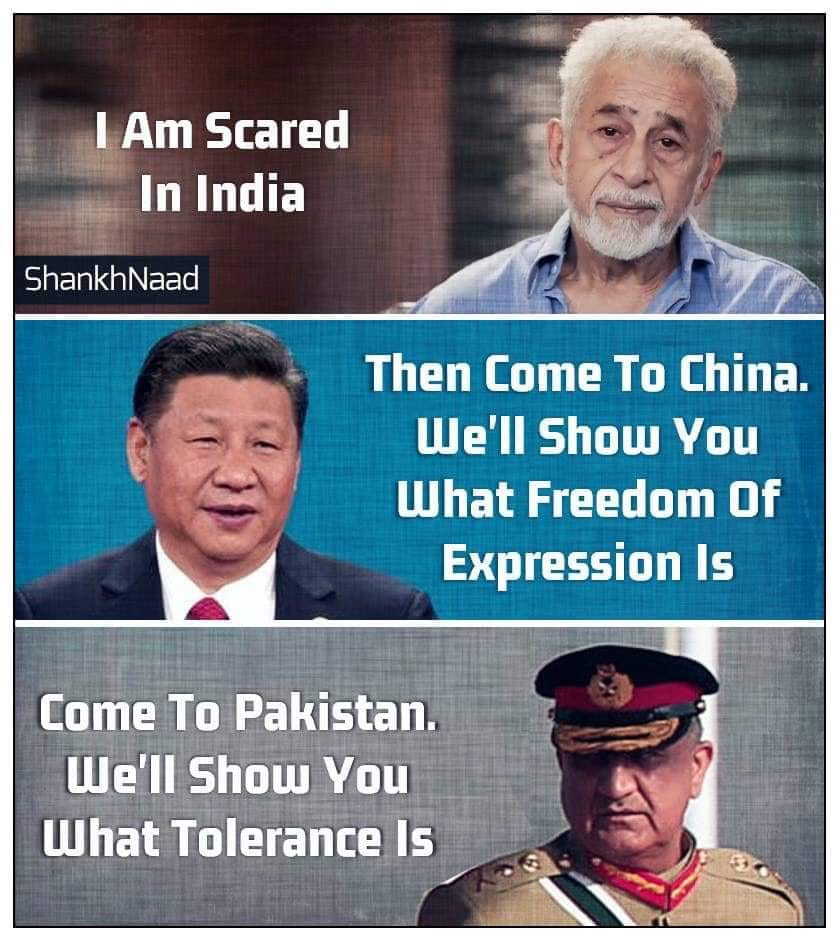 I Am Scared
In India
ShankhNaad
Then Come To China.
We'll Show You
What Freedom Of
Expression Is
Come To Pakistan.
We'll Show You
What Tolerance Is